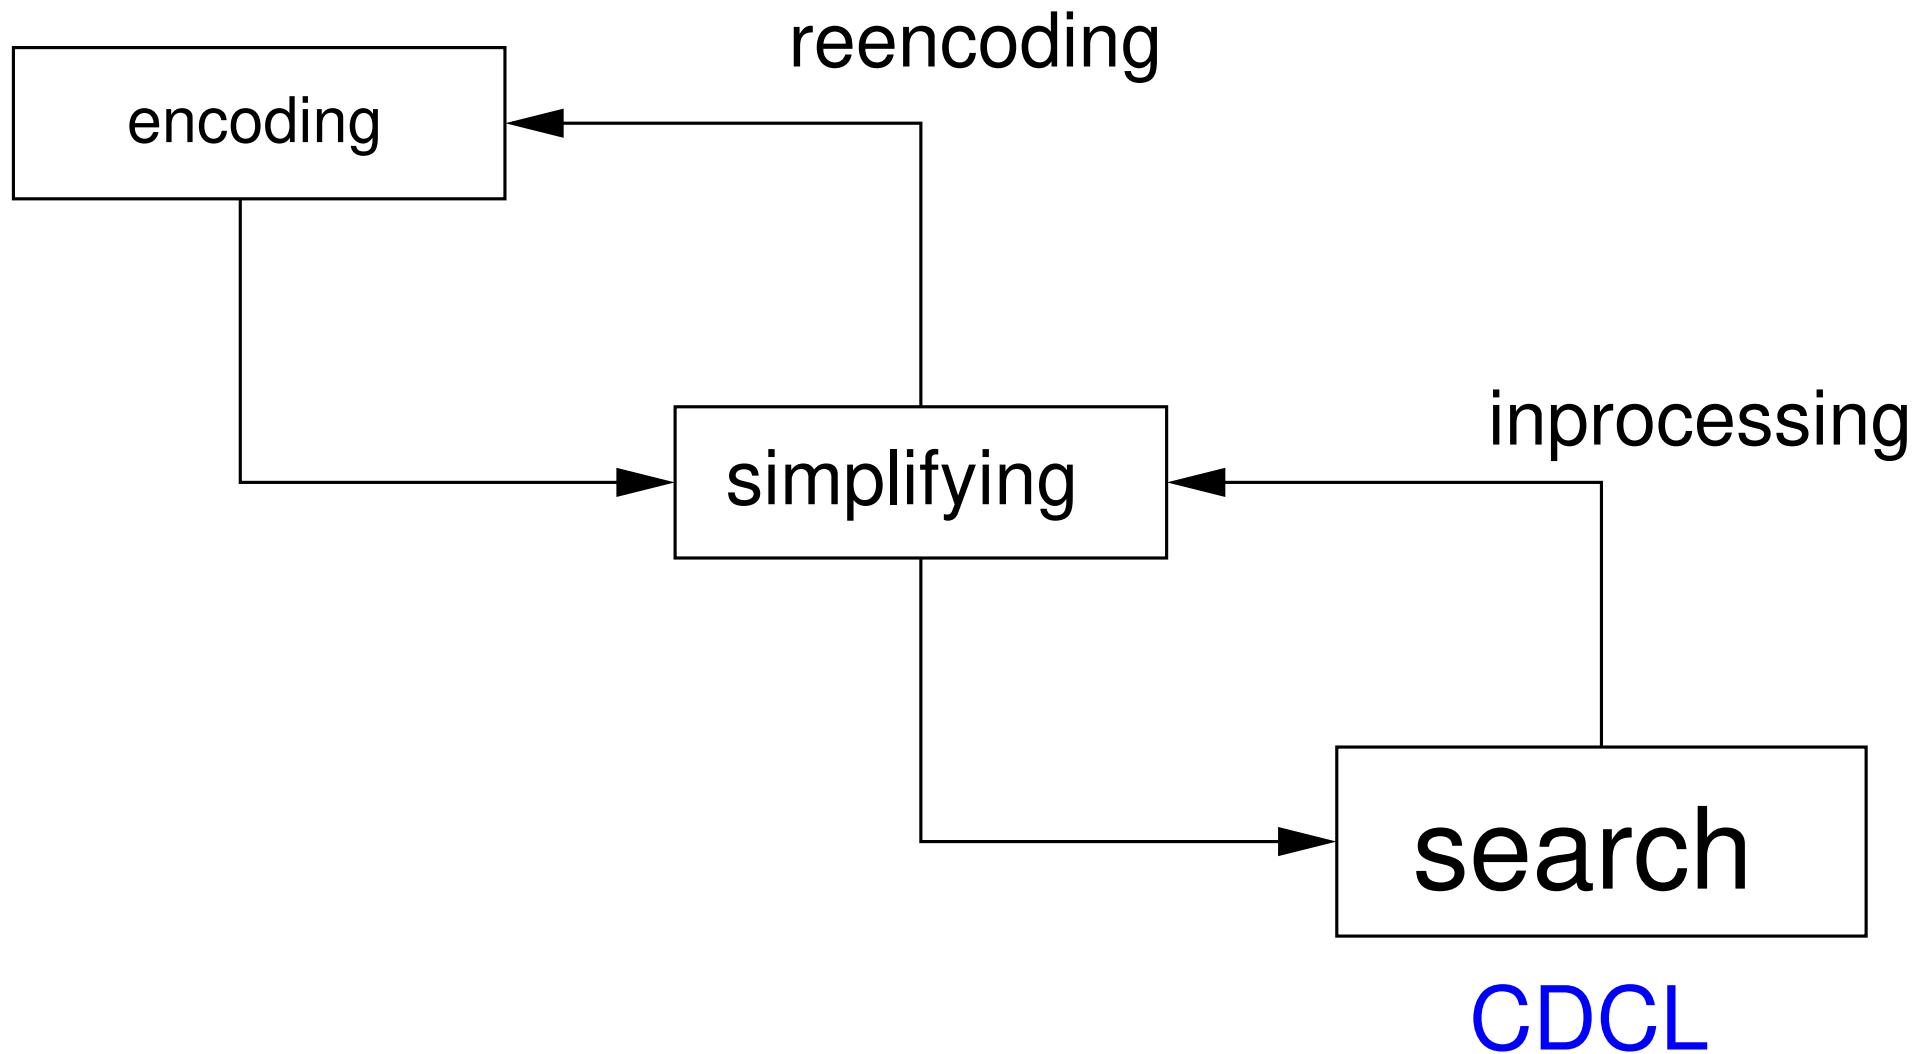 reencoding
encoding
inprocessing
simplifying
search
CDCL